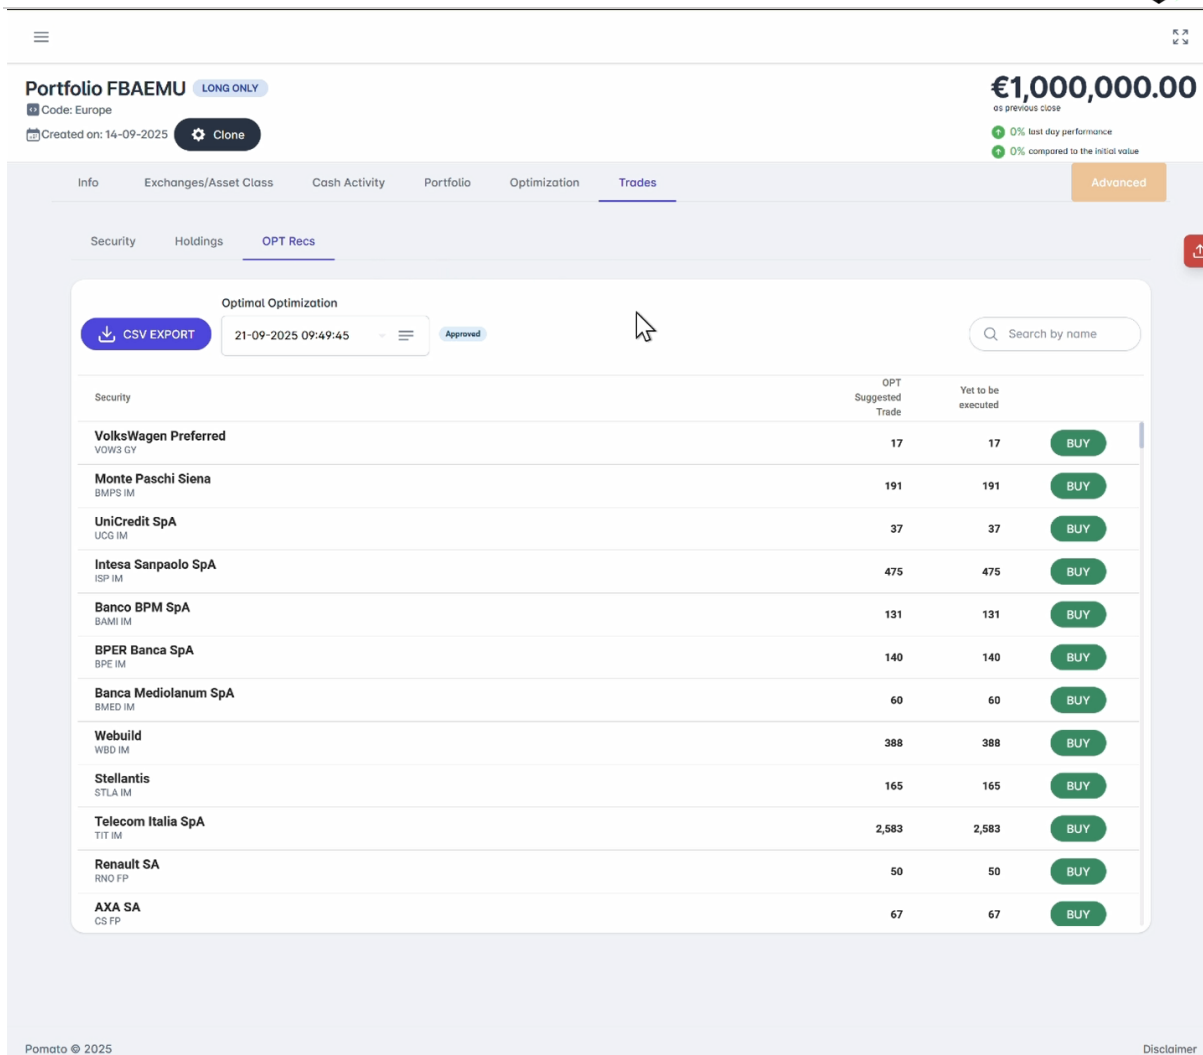 Portfolio FBAEMU LONG ONLY
€1,000,000.00
as previous close
Code: Europe
Created on: 14-09-2025 Clone
0% last day performance
0% compared to the initial value
Info Exchanges/Asset Class Cash Activity Portfolio Optimization Trades Advanced
Security Holdings OPT Recs
Optimal Optimization
CSV EXPORT 21-09-2025 09:49:45 Approved Search by name
Security OPT Suggested Trade Yet to be executed
VolksWagen Preferred
VOW3 GY 17 17 BUY
Monte Paschi Siena
BMPS IM 191 191 BUY
UniCredit SpA
UCG IM 37 37 BUY
Intesa Sanpaolo SpA
ISP IM 475 475 BUY
Banco BPM SpA
BAMI IM 131 131 BUY
BPER Banca SpA
BPE IM 140 140 BUY
Banca Mediolanum SpA
BMED IM 60 60 BUY
Webuild
WBD IM 388 388 BUY
Stellantis
STLA IM 165 165 BUY
Telecom Italia SpA
TIT IM 2,583 2,583 BUY
Renault SA
RNO FP 50 50 BUY
AXA SA
CS FP 67 67 BUY
Pomato © 2025 Disclaimer